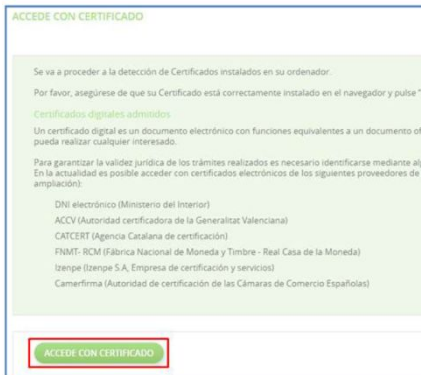 ACCEDE CON CERTIFICADO
Se va a proceder a la detección de Certificados instalados en su ordenador.
Por favor, asegúrese de que su Certificado está correctamente instalado en el navegador y pulse "
Certificados digitales admitidos
Un certificado digital es un documento electrónico con funciones equivalentes a un documento of
pueda realizar cualquier interesado.
Para garantizar la validez jurídica de los trámites realizados es necesario identificarse mediante al
En la actualidad es posible acceder con certificados electrónicos de los siguientes proveedores de
ampliación):
DNI electrónico (Ministerio del Interior)
ACCV (Autoridad certificadora de la Generalitat Valenciana)
CATCERT (Agencia Catalana de certificación)
FNMT- RCM (Fábrica Nacional de Moneda y Timbre - Real Casa de la Moneda)
Izenpe (Izenpe S.A, Empresa de certificación y servicios)
Camerfirma (Autoridad de certificación de las Cámaras de Comercio Españolas)
ACCEDE CON CERTIFICADO